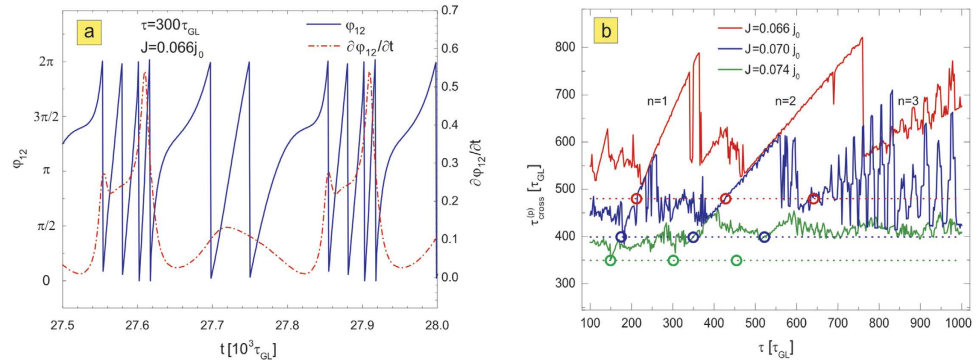 a
τ=300τGL
J=0.066j0
φ12
∂φ12/∂t
2π
3π/2
π
π/2
0
φ12
0.7
0.6
0.5
0.4
0.3
0.2
0.1
0.0
∂φ12/∂t
27.5 27.6 27.7 27.8 27.9 28.0
t [10³τGL]
b
J=0.066 j0
J=0.070 j0
J=0.074 j0
n=1
n=2
n=3
800
700
600
500
400
300
τcross(p) [τGL]
100 200 300 400 500 600 700 800 900 1000
τ [τGL]